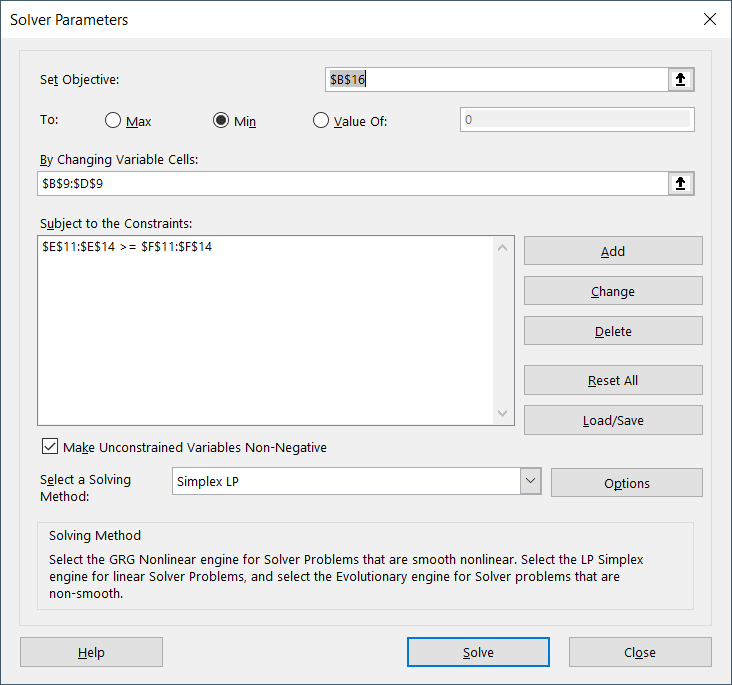 Solver Parameters
Set Objective:
$B$16
To:
Max
Min
Value Of:
0
By Changing Variable Cells:
$B$9:$D$9
Subject to the Constraints:
$E$11:$E$14 >= $F$11:$F$14
Add
Change
Delete
Reset All
Load/Save
Make Unconstrained Variables Non-Negative
Select a Solving
Method:
Simplex LP
Options
Solving Method
Select the GRG Nonlinear engine for Solver Problems that are smooth nonlinear. Select the LP Simplex
engine for linear Solver Problems, and select the Evolutionary engine for Solver problems that are
non-smooth.
Help
Solve
Close